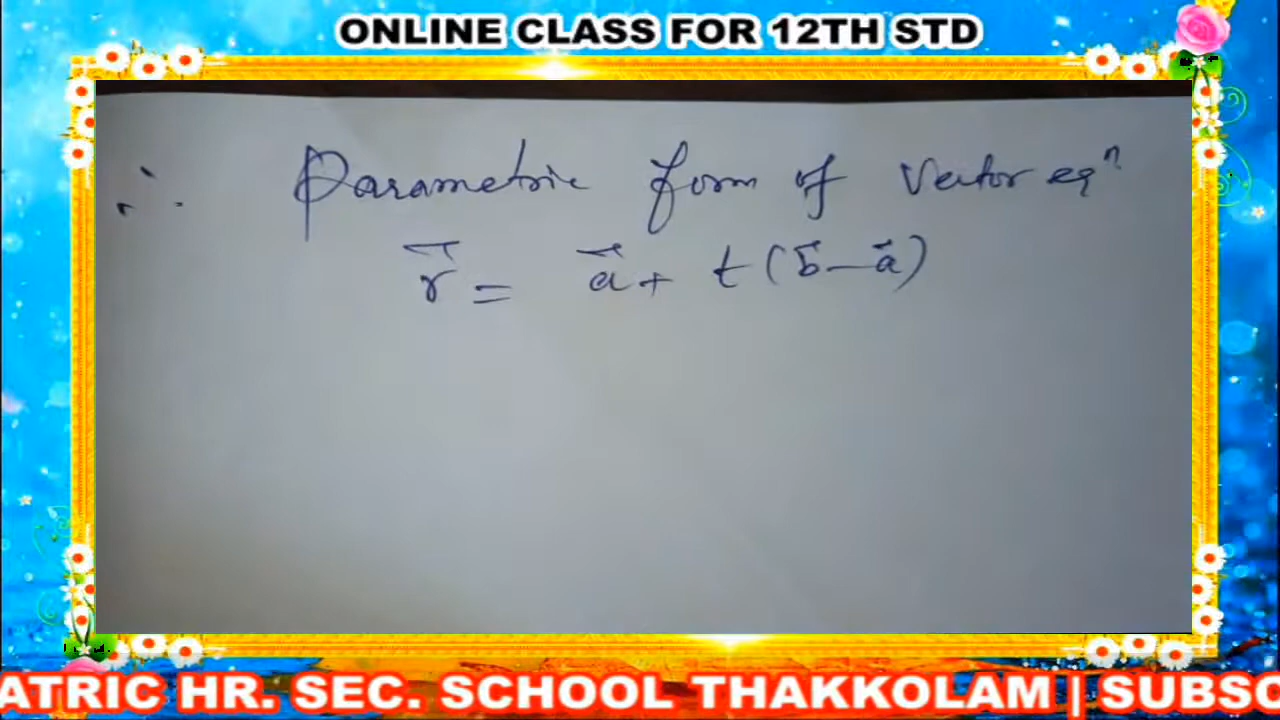 ONLINE CLASS FOR 12TH STD
∴ Parametric form of Vector eqⁿ
r⃗ = a⃗ + t (b⃗ - a⃗)
ATRIC HR. SEC. SCHOOL THAKKOLAM | SUBSC